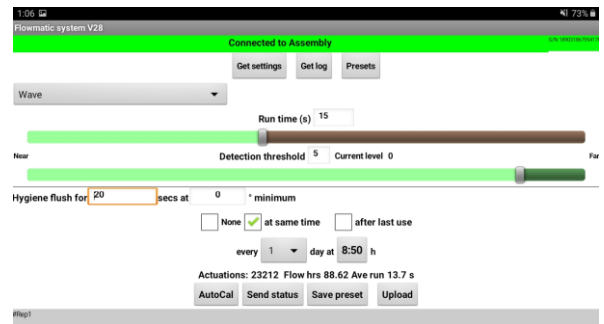 1:06 73%
Flowmatic system V28
Connected to Assembly
Get settings Get log Presets
Wave
Run time (s) 15
Near Detection threshold 5 Current level 0 Far
Hygiene flush for 20 secs at 0 ° minimum
None at same time after last use
every 1 day at 8:50 h
Actuations: 23212 Flow hrs 88.62 Ave run 13.7 s
AutoCal Send status Save preset Upload
#Rep1